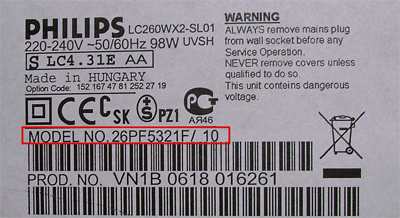 PHILIPS LC260WX2-SL01
220-240V ~50/60Hz 98W UVSH
S LC4.31E AA
Made in HUNGARY
Option Code: 152 167 47 81 252 27 19
WARNING
ALWAYS remove mains plug
from wall socket before any
Service Operation.
NEVER remove covers unless
qualified to do so.
This unit contains dangerous
voltage.
CE C SK +S PZ1 PC
АЯ46
MODEL NO.26PF5321F/ 10
PROD. NO. VN1B 0618 016261